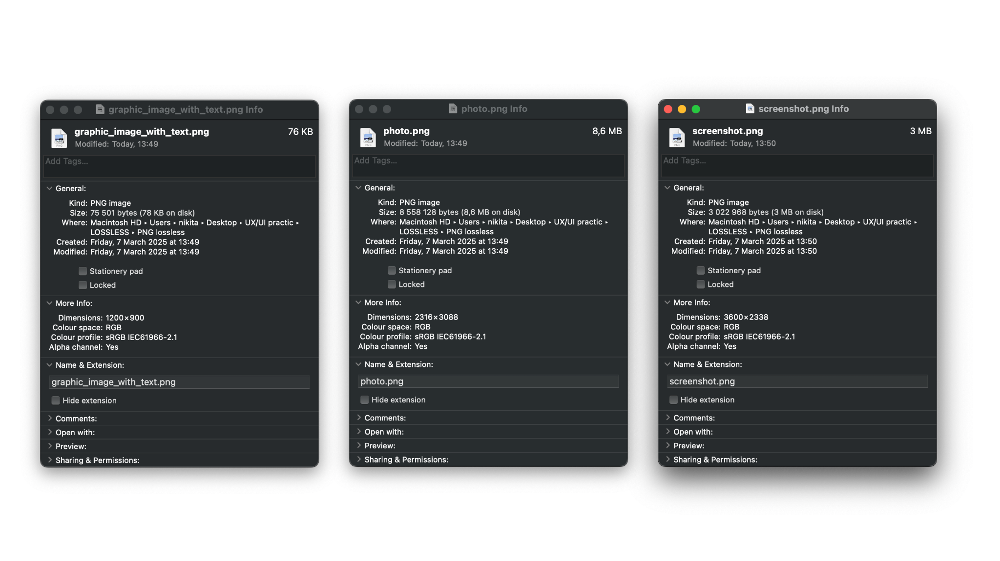 graphic_image_with_text.png Info
graphic_image_with_text.png 76 KB
Modified: Today, 13:49
Add Tags...
General:
Kind: PNG image
Size: 75 501 bytes (78 KB on disk)
Where: Macintosh HD ▸ Users ▸ nikita ▸ Desktop ▸ UX/UI practic ▸
LOSSLESS ▸ PNG lossless
Created: Friday, 7 March 2025 at 13:49
Modified: Friday, 7 March 2025 at 13:49
Stationery pad
Locked
More Info:
Dimensions: 1200×900
Colour space: RGB
Colour profile: sRGB IEC61966-2.1
Alpha channel: Yes
Name & Extension:
graphic_image_with_text.png
Hide extension
Comments:
Open with:
Preview:
Sharing & Permissions:
photo.png Info
photo.png 8,6 MB
Modified: Today, 13:49
Add Tags...
General:
Kind: PNG image
Size: 8 558 128 bytes (8,6 MB on disk)
Where: Macintosh HD ▸ Users ▸ nikita ▸ Desktop ▸ UX/UI practic ▸
LOSSLESS ▸ PNG lossless
Created: Friday, 7 March 2025 at 13:49
Modified: Friday, 7 March 2025 at 13:49
Stationery pad
Locked
More Info:
Dimensions: 2316×3088
Colour space: RGB
Colour profile: sRGB IEC61966-2.1
Alpha channel: Yes
Name & Extension:
photo.png
Hide extension
Comments:
Open with:
Preview:
Sharing & Permissions:
screenshot.png Info
screenshot.png 3 MB
Modified: Today, 13:50
Add Tags...
General:
Kind: PNG image
Size: 3 022 968 bytes (3 MB on disk)
Where: Macintosh HD ▸ Users ▸ nikita ▸ Desktop ▸ UX/UI practic ▸
LOSSLESS ▸ PNG lossless
Created: Friday, 7 March 2025 at 13:50
Modified: Friday, 7 March 2025 at 13:50
Stationery pad
Locked
More Info:
Dimensions: 3600×2338
Colour space: RGB
Colour profile: sRGB IEC61966-2.1
Alpha channel: Yes
Name & Extension:
screenshot.png
Hide extension
Comments:
Open with:
Preview:
Sharing & Permissions: